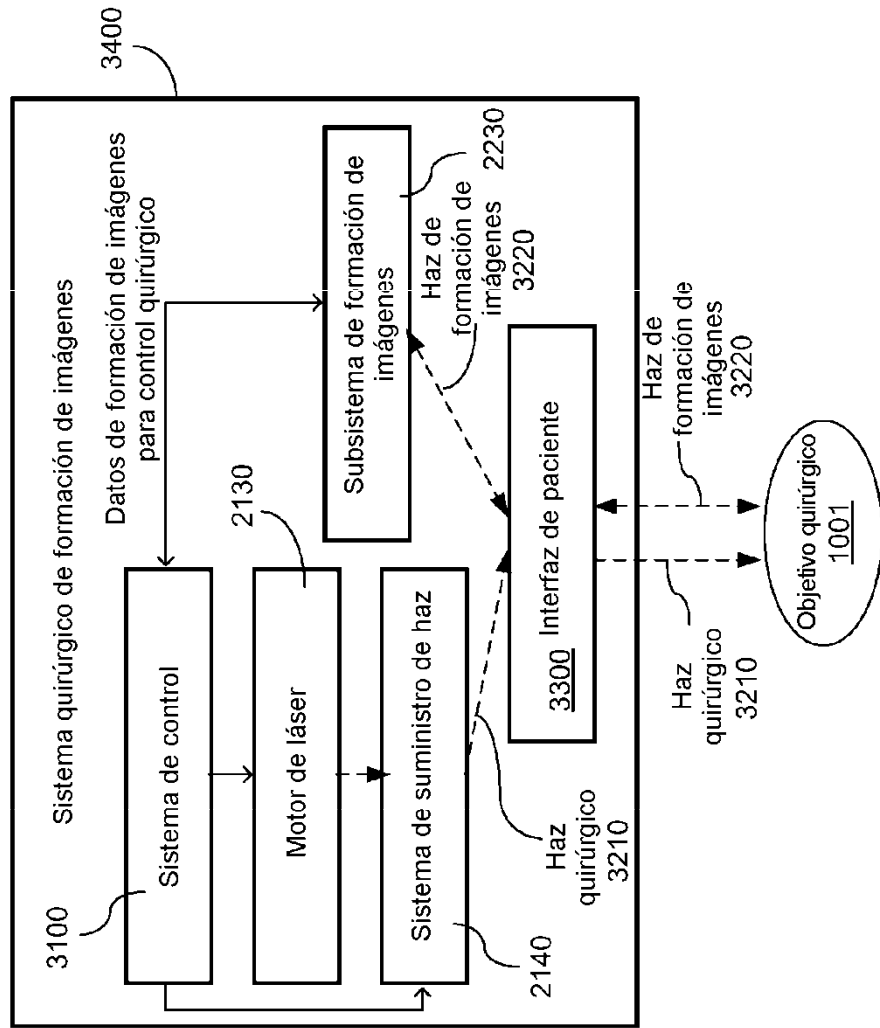 Sistema quirúrgico de formación de imágenes
3400
Datos de formación de imágenes
para control quirúrgico
3100
Sistema de control
2130
Motor de láser
Sistema de suministro de haz
2140
Subsistema de formación de
imágenes
2230
Haz de
formación de
imágenes
3220
Haz
quirúrgico
3210
3300 Interfaz de paciente
Haz
quirúrgico
3210
Haz de
formación de
imágenes
3220
Objetivo quirúrgico
1001